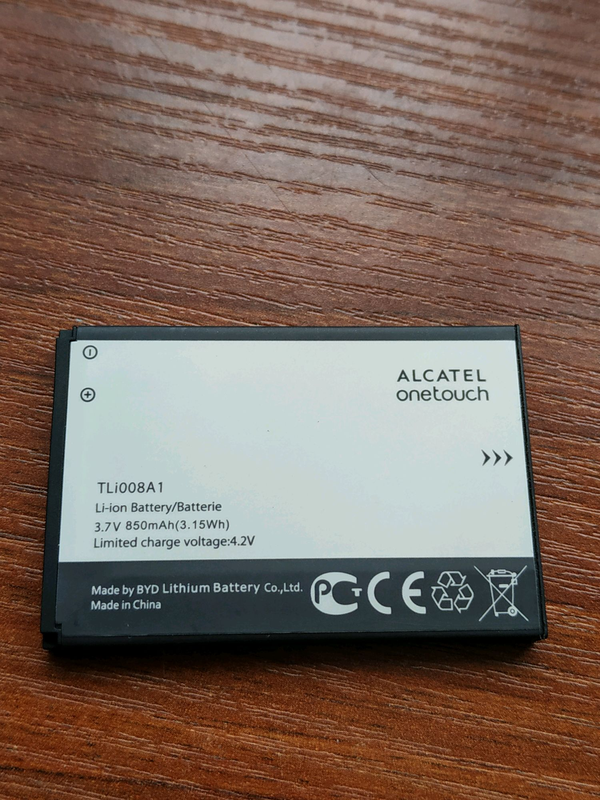 ALCATEL
onetouch
TLi008A1
Li-ion Battery/Batterie
3.7V 850mAh(3.15Wh)
Limited charge voltage:4.2V
Made by BYD Lithium Battery Co.,Ltd.
Made in China